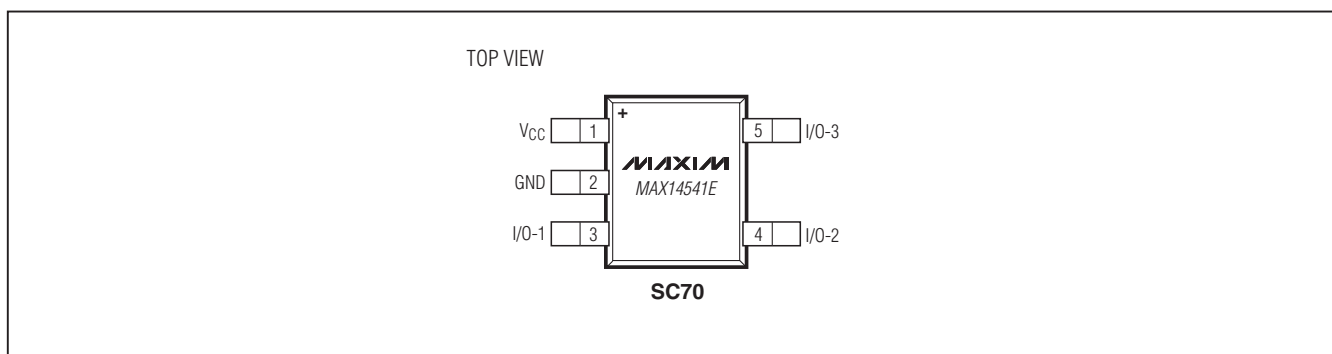 TOP VIEW
+
VCC 1
5 I/O-3
MAXIM
GND 2
MAX14541E
I/O-1 3
4 I/O-2
SC70